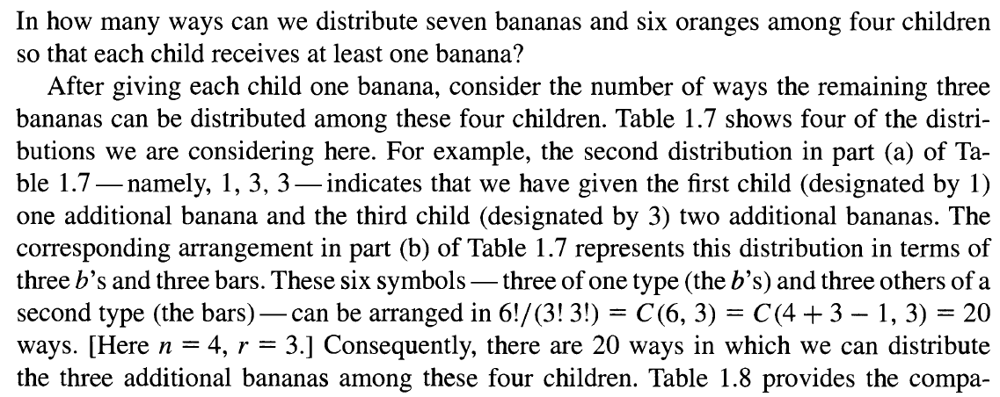 In how many ways can we distribute seven bananas and six oranges among four children
so that each child receives at least one banana?
After giving each child one banana, consider the number of ways the remaining three
bananas can be distributed among these four children. Table 1.7 shows four of the distri-
butions we are considering here. For example, the second distribution in part (a) of Ta-
ble 1.7 — namely, 1, 3, 3 — indicates that we have given the first child (designated by 1)
one additional banana and the third child (designated by 3) two additional bananas. The
corresponding arrangement in part (b) of Table 1.7 represents this distribution in terms of
three b's and three bars. These six symbols — three of one type (the b's) and three others of a
second type (the bars) — can be arranged in 6!/(3! 3!) = C(6, 3) = C(4 + 3 − 1, 3) = 20
ways. [Here n = 4, r = 3.] Consequently, there are 20 ways in which we can distribute
the three additional bananas among these four children. Table 1.8 provides the compa-